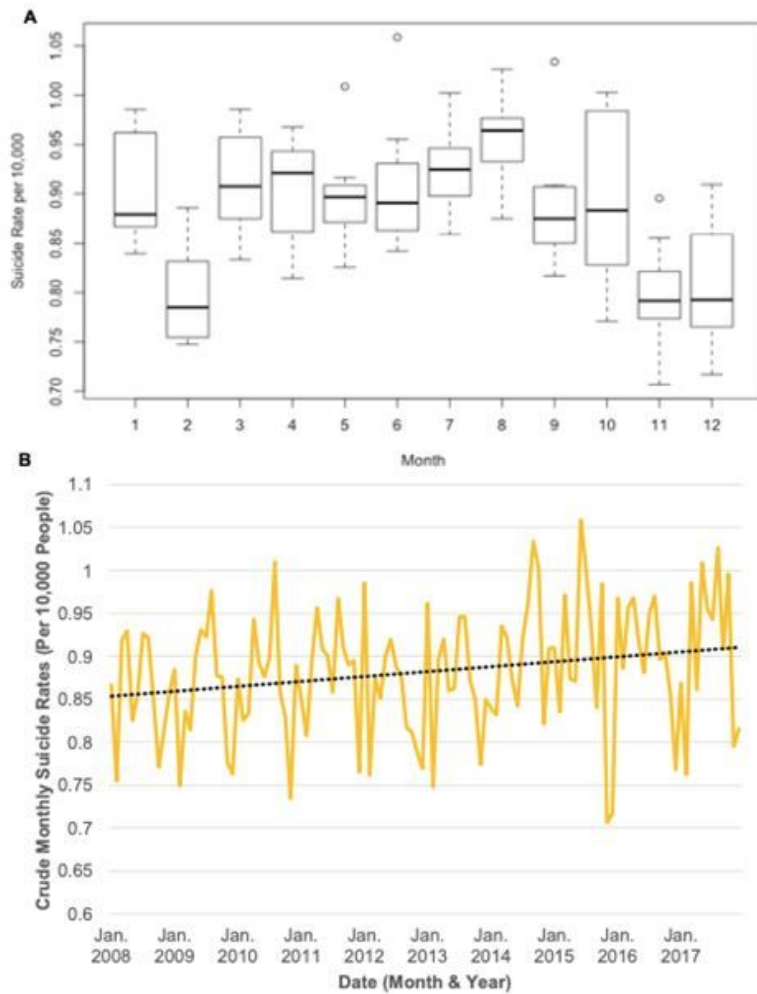 A
Suicide Rate per 10,000
1.05
1.00
0.95
0.90
0.85
0.80
0.75
0.70
1 2 3 4 5 6 7 8 9 10 11 12
Month
B
Crude Monthly Suicide Rates (Per 10,000 People)
1.1
1.05
1
0.95
0.9
0.85
0.8
0.75
0.7
0.65
0.6
Jan. Jan. Jan. Jan. Jan. Jan. Jan. Jan. Jan. Jan.
2008 2009 2010 2011 2012 2013 2014 2015 2016 2017
Date (Month & Year)